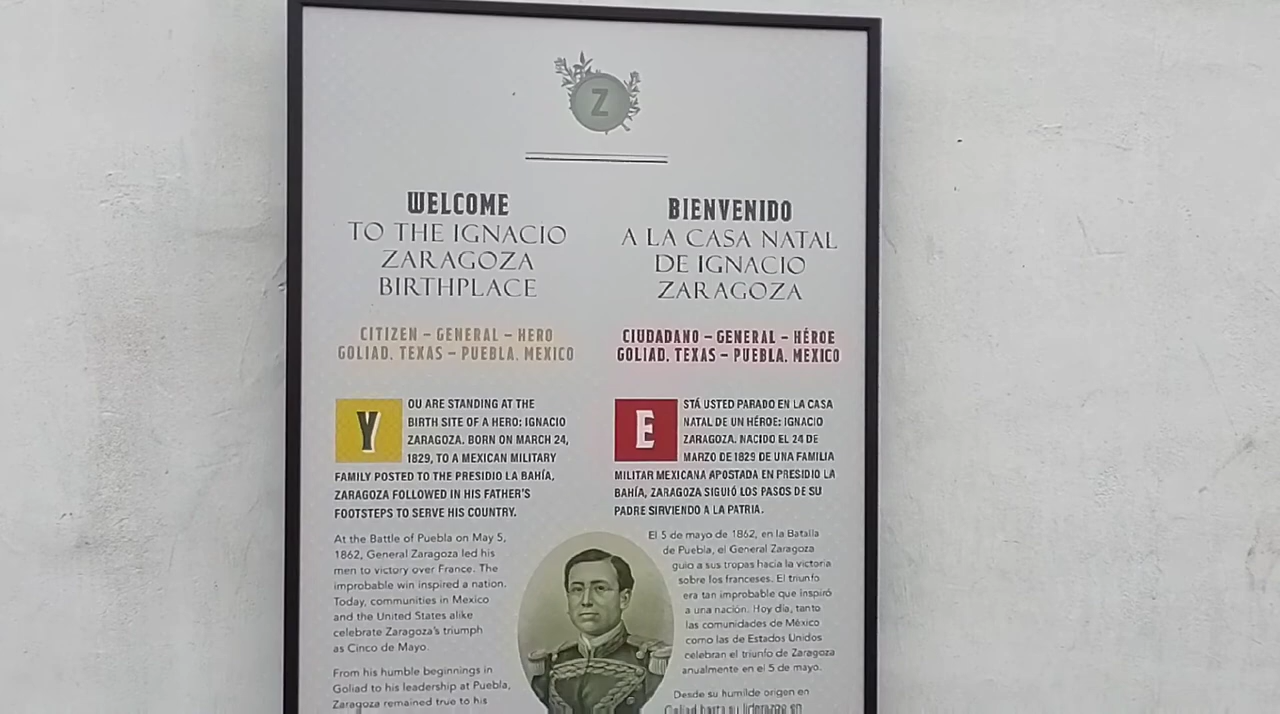 Z
WELCOME
TO THE IGNACIO
ZARAGOZA
BIRTHPLACE
CITIZEN – GENERAL – HERO
GOLIAD, TEXAS – PUEBLA, MEXICO
YOU ARE STANDING AT THE
BIRTH SITE OF A HERO: IGNACIO
ZARAGOZA. BORN ON MARCH 24,
1829, TO A MEXICAN MILITARY
FAMILY POSTED TO THE PRESIDIO LA BAHÍA,
ZARAGOZA FOLLOWED IN HIS FATHER'S
FOOTSTEPS TO SERVE HIS COUNTRY.
At the Battle of Puebla on May 5,
1862, General Zaragoza led his
men to victory over France. The
improbable win inspired a nation.
Today, communities in Mexico
and the United States alike
celebrate Zaragoza's triumph
as Cinco de Mayo.
From his humble beginnings in
Goliad to his leadership at Puebla,
Zaragoza remained true to his
BIENVENIDO
A LA CASA NATAL
DE IGNACIO
ZARAGOZA
CIUDADANO – GENERAL – HÉROE
GOLIAD, TEXAS – PUEBLA, MEXICO
ESTÁ USTED PARADO EN LA CASA
NATAL DE UN HÉROE: IGNACIO
ZARAGOZA. NACIDO EL 24 DE
MARZO DE 1829 DE UNA FAMILIA
MILITAR MEXICANA APOSTADA EN PRESIDIO LA
BAHÍA, ZARAGOZA SIGUIÓ LOS PASOS DE SU
PADRE SIRVIENDO A LA PATRIA.
El 5 de mayo de 1862, en la Batalla
de Puebla, el General Zaragoza
guio a sus tropas hacia la victoria
sobre los franceses. El triunfo
era tan improbable que inspiró
a una nación. Hoy día, tanto
las comunidades de México
como las de Estados Unidos
celebran el triunfo de Zaragoza
anualmente en el 5 de mayo.
Desde su humilde origen en
Goliad hasta su liderazgo en